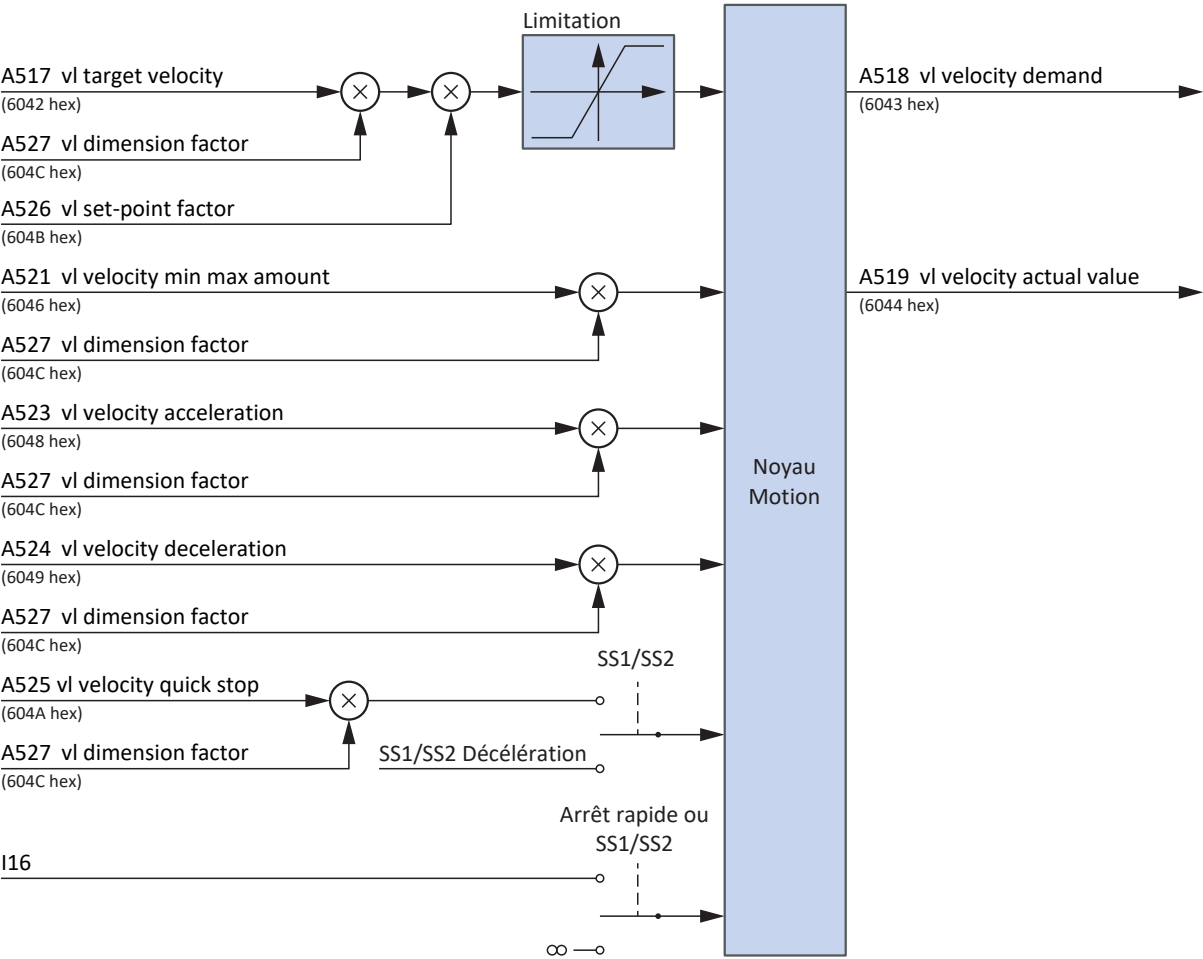 Limitation
A517 vl target velocity
(6042 hex)
A527 vl dimension factor
(604C hex)
A526 vl set-point factor
(604B hex)
A518 vl velocity demand
(6043 hex)
A521 vl velocity min max amount
(6046 hex)
A527 vl dimension factor
(604C hex)
A519 vl velocity actual value
(6044 hex)
A523 vl velocity acceleration
(6048 hex)
A527 vl dimension factor
(604C hex)
Noyau
Motion
A524 vl velocity deceleration
(6049 hex)
A527 vl dimension factor
(604C hex)
SS1/SS2
A525 vl velocity quick stop
(604A hex)
A527 vl dimension factor
(604C hex)
SS1/SS2 Décélération
Arrêt rapide ou
SS1/SS2
I16
∞